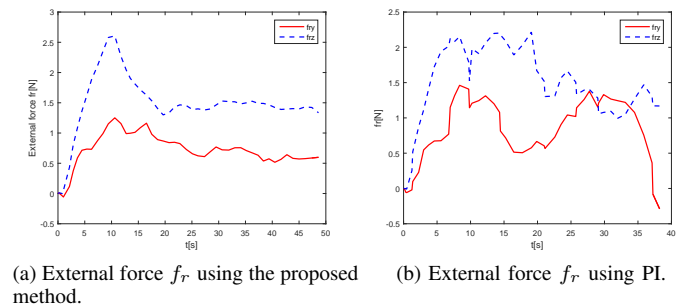 3
2.5
2
1.5
1
0.5
0
-0.5
External force fr[N]
0 5 10 15 20 25 30 35 40 45 50
t[s]
fry
frz
2.5
2
1.5
1
0.5
0
-0.5
fr[N]
0 5 10 15 20 25 30 35 40
t[s]
fry
frz
(a) External force f_r using the proposed
method.
(b) External force f_r using PI.